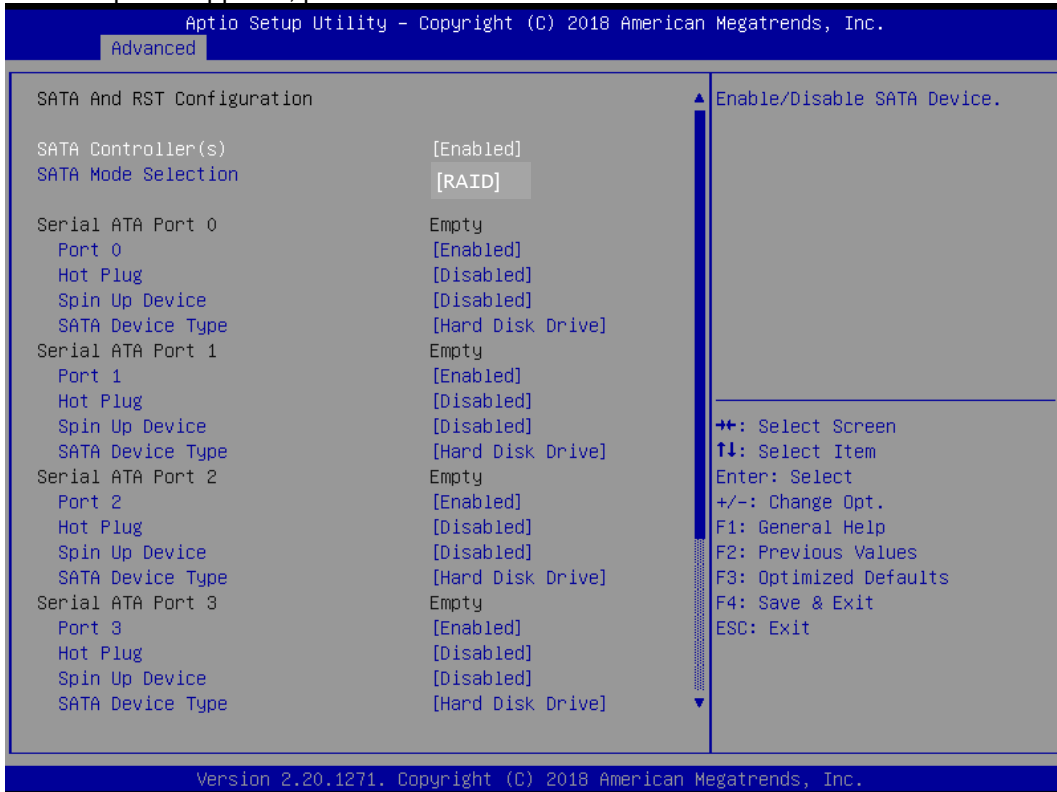 Aptio Setup Utility – Copyright (C) 2018 American Megatrends, Inc.
Advanced
SATA And RST Configuration
SATA Controller(s) [Enabled]
SATA Mode Selection [RAID]
Serial ATA Port 0 Empty
Port 0 [Enabled]
Hot Plug [Disabled]
Spin Up Device [Disabled]
SATA Device Type [Hard Disk Drive]
Serial ATA Port 1 Empty
Port 1 [Enabled]
Hot Plug [Disabled]
Spin Up Device [Disabled]
SATA Device Type [Hard Disk Drive]
Serial ATA Port 2 Empty
Port 2 [Enabled]
Hot Plug [Disabled]
Spin Up Device [Disabled]
SATA Device Type [Hard Disk Drive]
Serial ATA Port 3 Empty
Port 3 [Enabled]
Hot Plug [Disabled]
Spin Up Device [Disabled]
SATA Device Type [Hard Disk Drive]
Enable/Disable SATA Device.
→←: Select Screen
↑↓: Select Item
Enter: Select
+/-: Change Opt.
F1: General Help
F2: Previous Values
F3: Optimized Defaults
F4: Save & Exit
ESC: Exit
Version 2.20.1271. Copyright (C) 2018 American Megatrends, Inc.